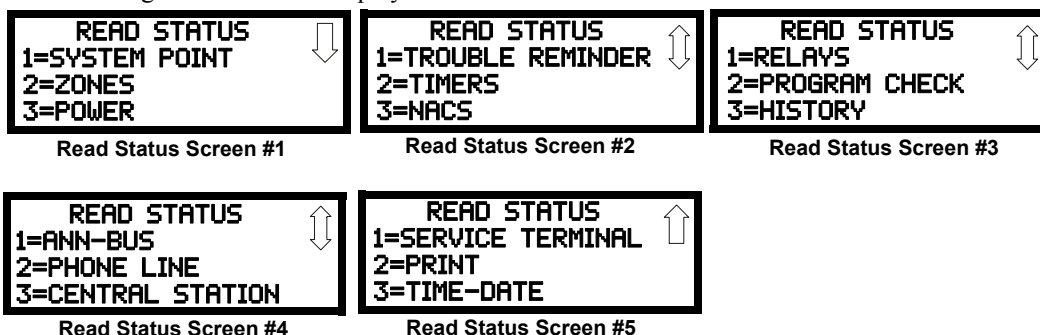 READ STATUS
1=SYSTEM POINT
2=ZONES
3=POWER
Read Status Screen #1
READ STATUS
1=TROUBLE REMINDER
2=TIMERS
3=NACS
Read Status Screen #2
READ STATUS
1=RELAYS
2=PROGRAM CHECK
3=HISTORY
Read Status Screen #3
READ STATUS
1=ANN-BUS
2=PHONE LINE
3=CENTRAL STATION
Read Status Screen #4
READ STATUS
1=SERVICE TERMINAL
2=PRINT
3=TIME-DATE
Read Status Screen #5